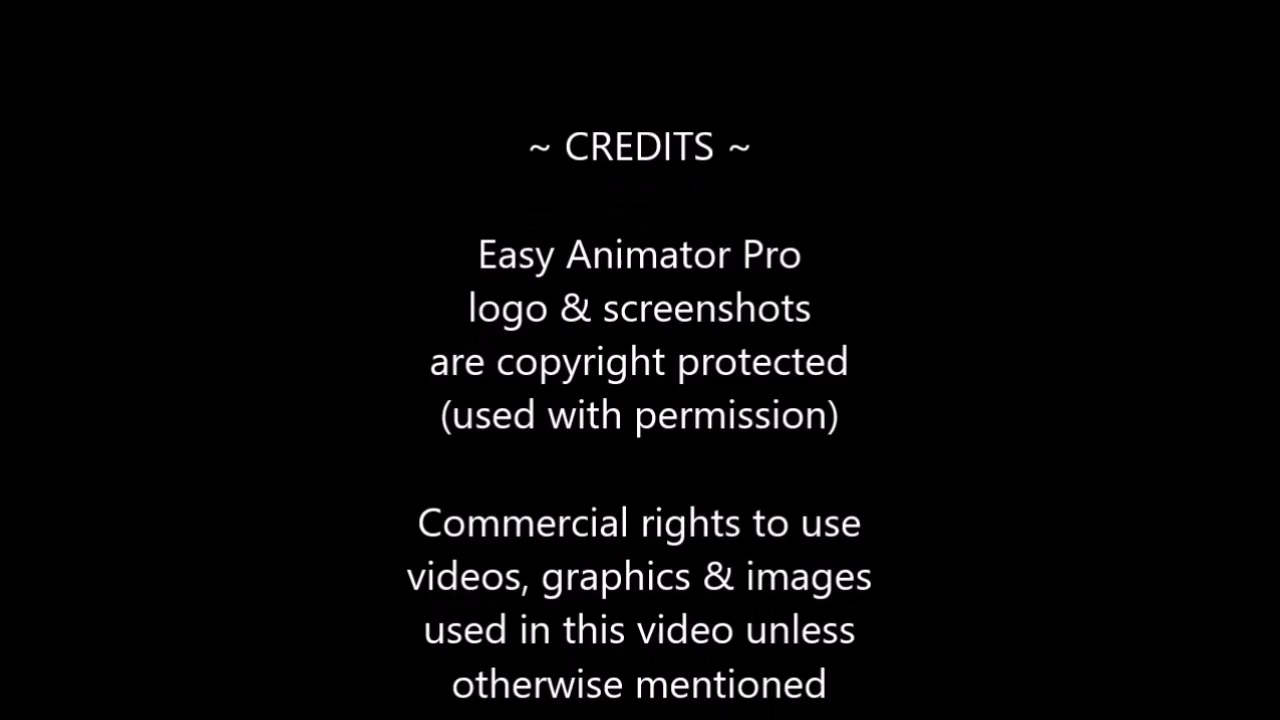 ~ CREDITS ~
Easy Animator Pro
logo & screenshots
are copyright protected
(used with permission)
Commercial rights to use
videos, graphics & images
used in this video unless
otherwise mentioned